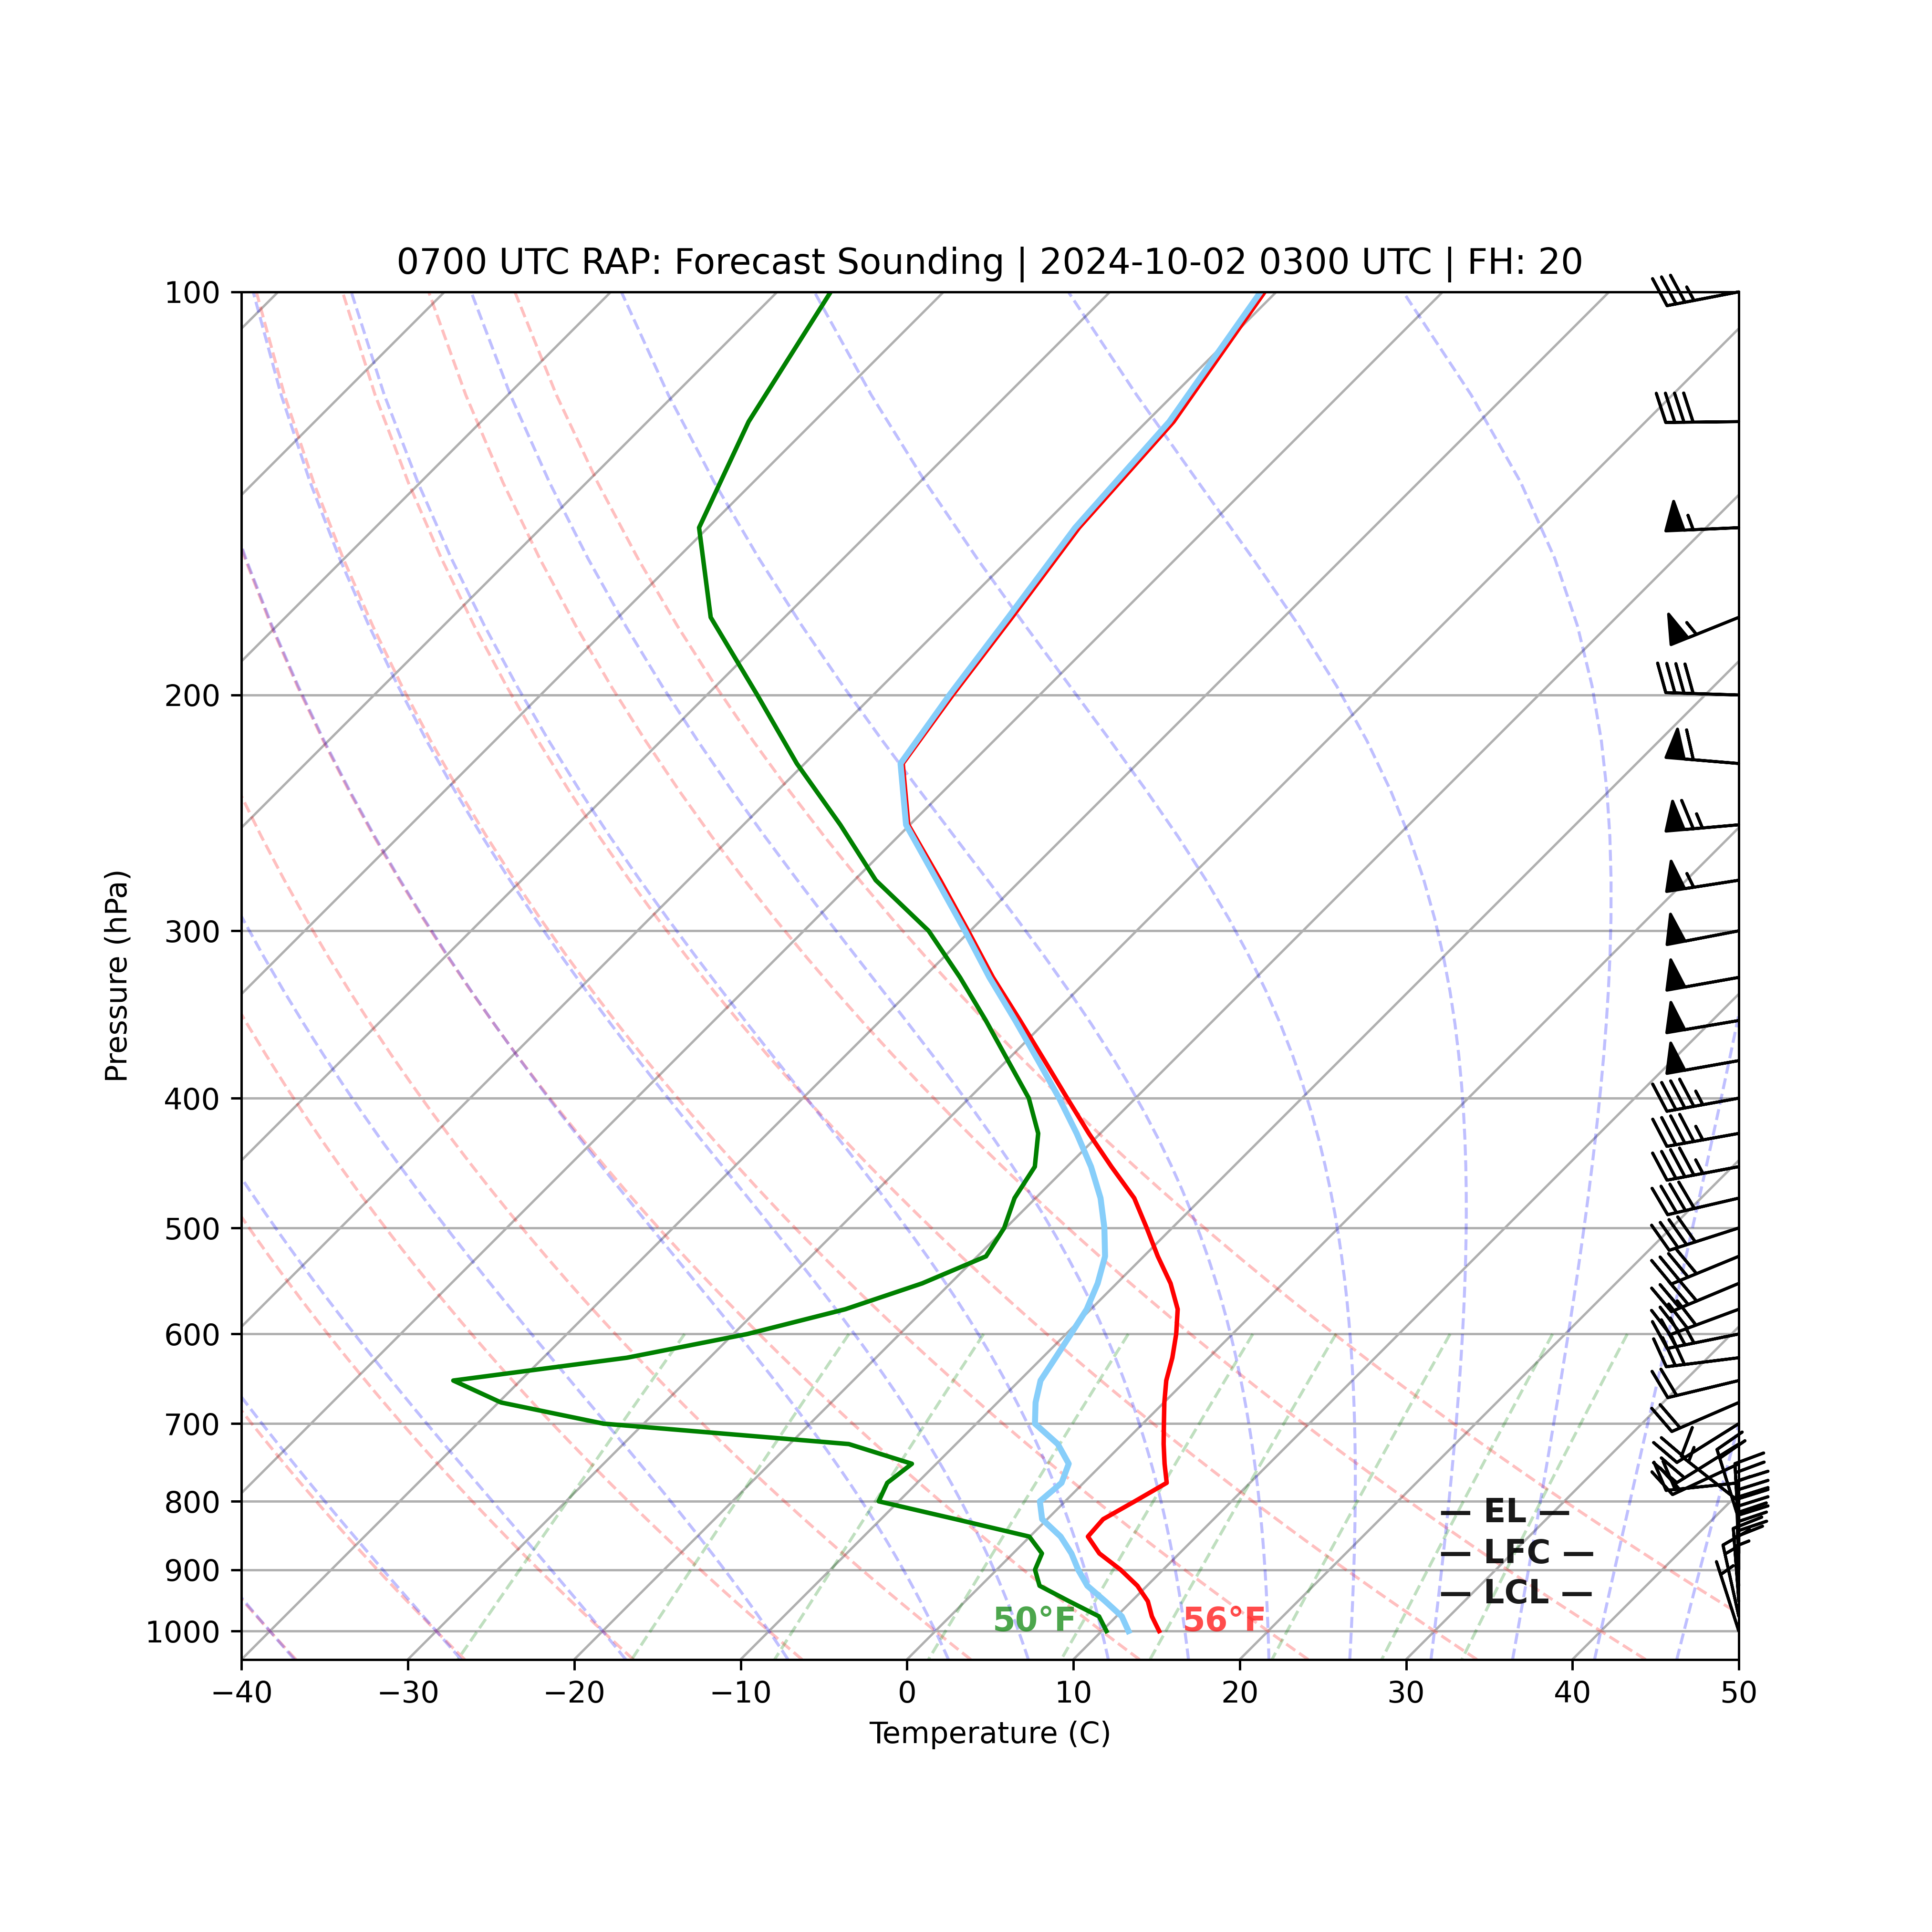 0700 UTC RAP: Forecast Sounding | 2024-10-02 0300 UTC | FH: 20
100
200
300
400
500
600
700
800
900
1000
Pressure (hPa)
— EL —
— LFC —
— LCL —
50°F
56°F
−40 −30 −20 −10 0 10 20 30 40 50
Temperature (C)